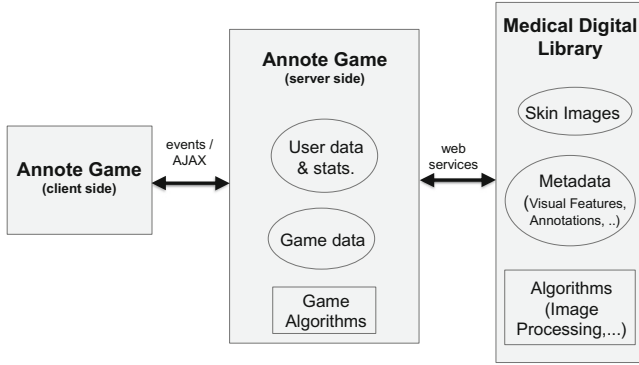 Annote Game
(client side)
events /
AJAX
Annote Game
(server side)
User data
& stats.
Game data
Game
Algorithms
web
services
Medical Digital
Library
Skin Images
Metadata
(Visual Features,
Annotations, ..)
Algorithms
(Image
Processing,...)